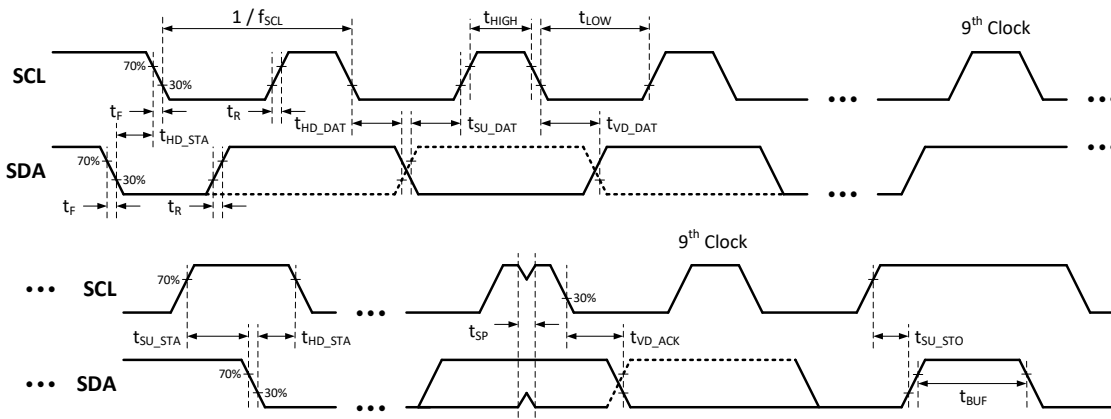 1 / fSCL
tHIGH
tLOW
9th Clock
SCL
70%
30%
•••
•••
tF
tR
tHD_STA
tHD_DAT
tSU_DAT
tVD_DAT
SDA
70%
30%
•••
•••
tF
tR
9th Clock
••• SCL
70%
•••
30%
tSU_STA
tHD_STA
tSP
tVD_ACK
tSU_STO
••• SDA
70%
30%
•••
tBUF